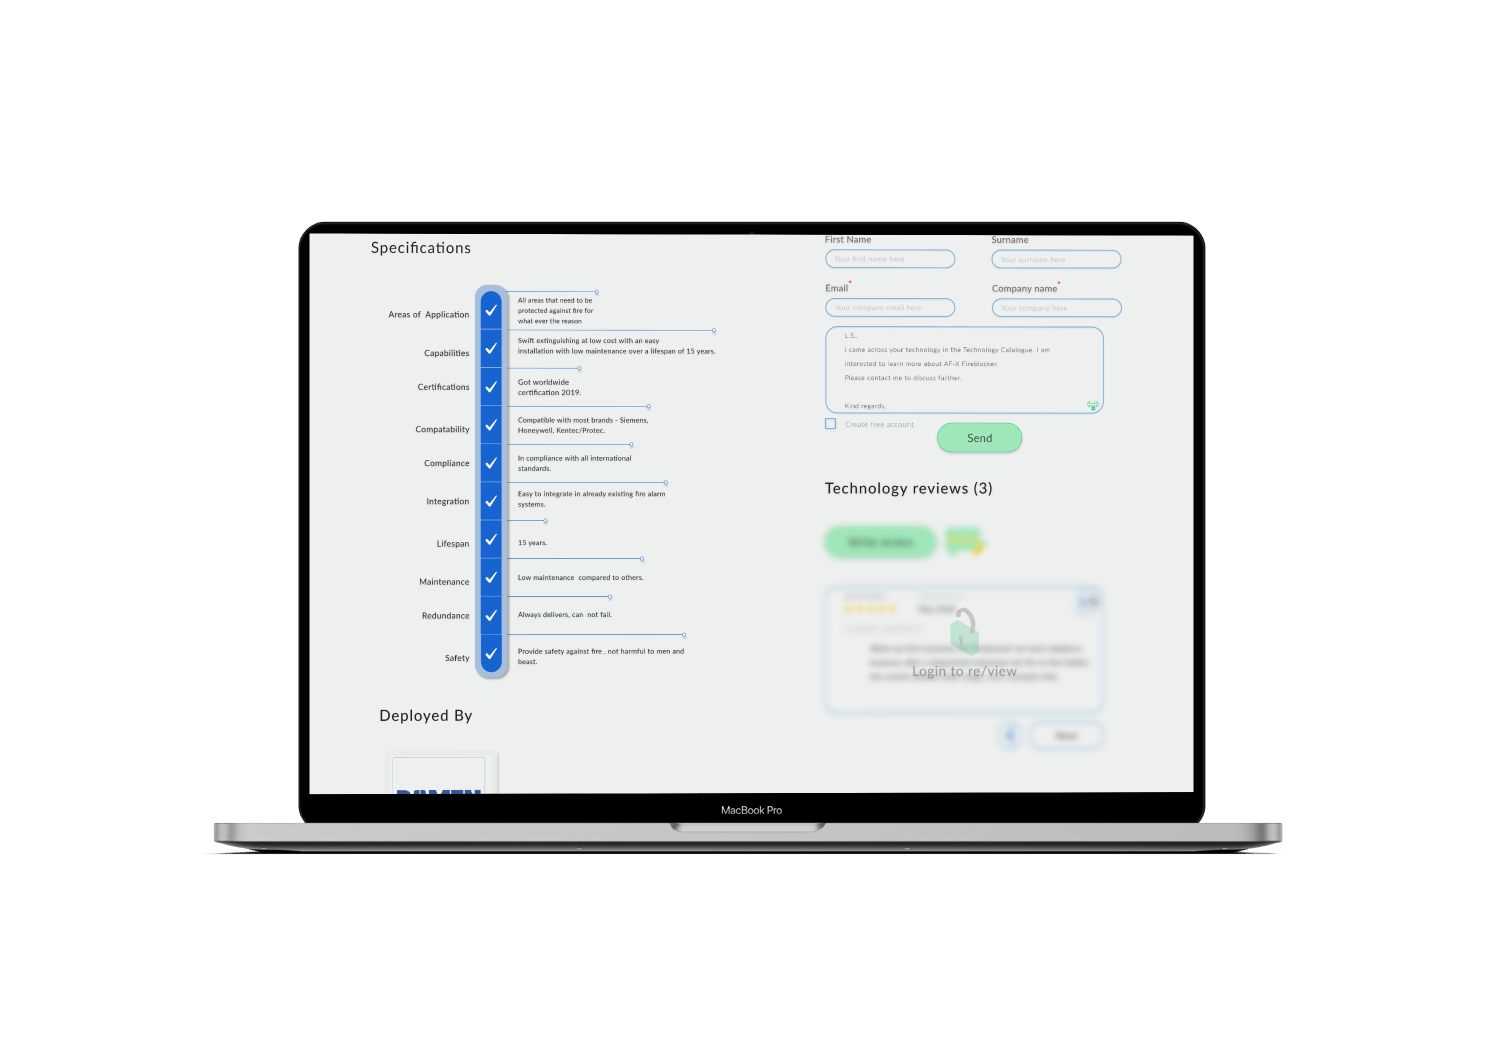 Specifications
Areas of  Application
All areas that need to be
protected against fire for
what ever the reason
Capabilities
Swift extinguishing at low cost with an easy
installation with low maintenance over a lifespan of 15 years.
Certifications
Got worldwide
certification 2019.
Compatability
Compatible with most brands - Siemens,
Honeywell, Kentec/Protec.
Compliance
In compliance with all international
standards.
Integration
Easy to integrate in already existing fire alarm
systems.
Lifespan
15 years.
Maintenance
Low maintenance  compared to others.
Redundance
Always delivers, can  not fail.
Safety
Provide safety against fire , not harmful to men and
beast.
Deployed By
First Name
Surname
Your first name here
Your surname here
Email*
Company name*
Your company email here
Your company here
L.S.,
I came across your technology in the Technology Catalogue. I am
interested to learn more about AF-X Fireblocker.
Please contact me to discuss further.
Kind regards,
Create free account
Send
Technology reviews (3)
Write review
Login to re/view
Next
MacBook Pro